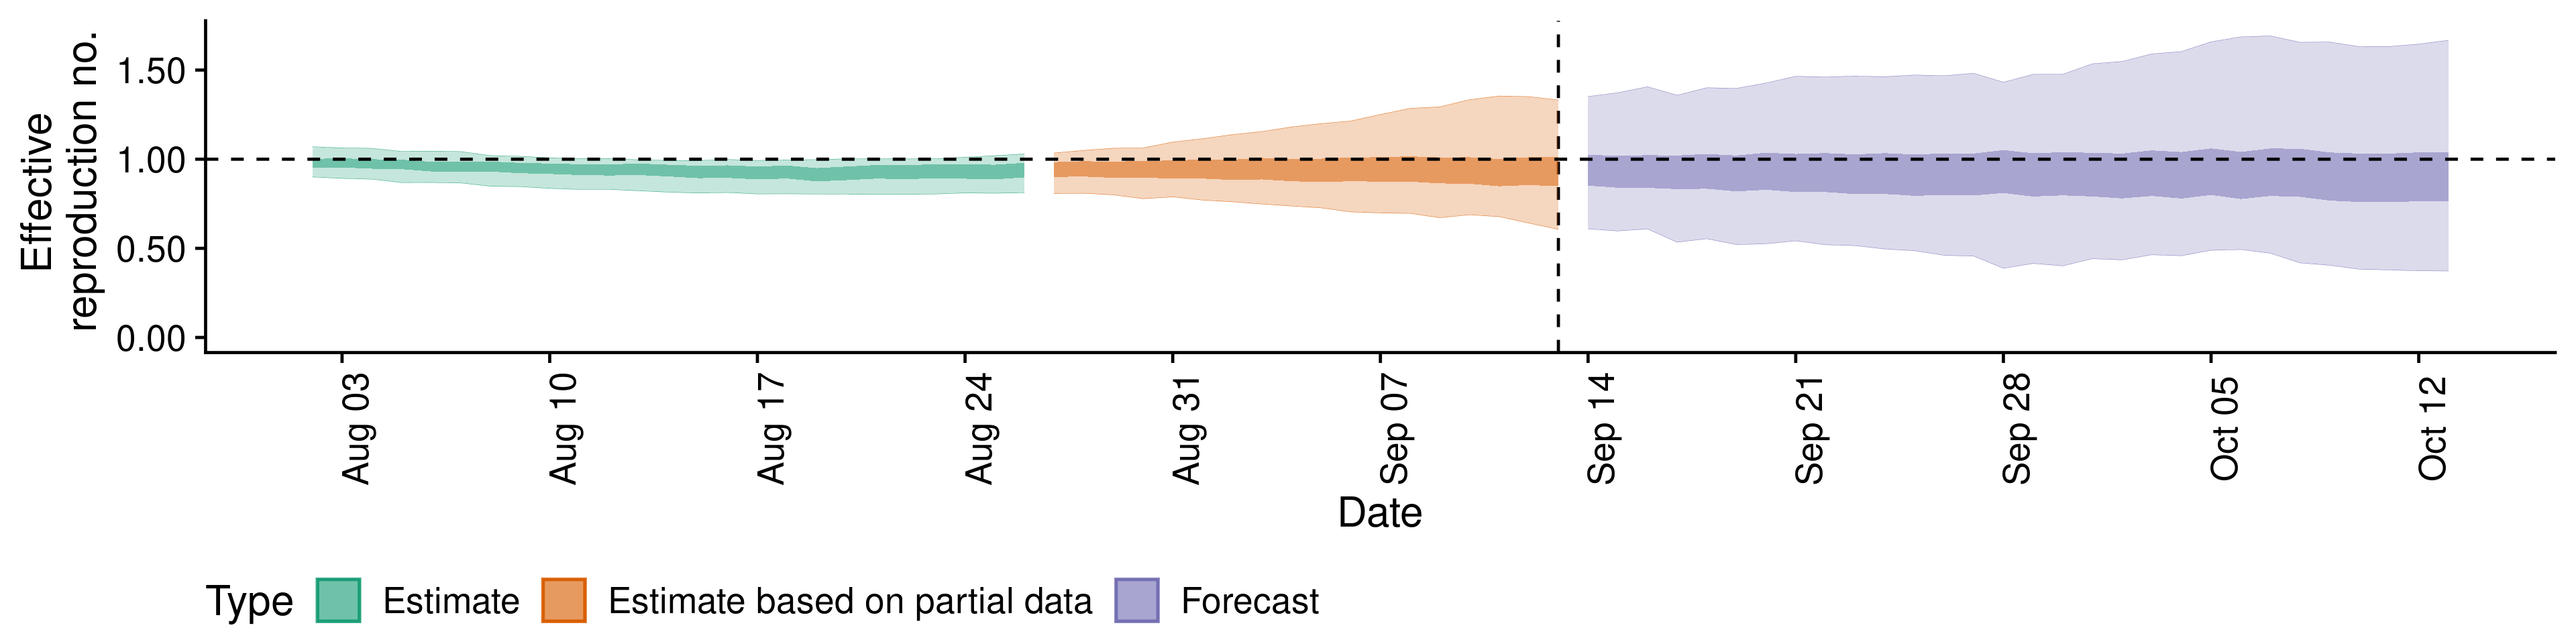 Effective
reproduction no.
1.50
1.00
0.50
0.00
Aug 03
Aug 10
Aug 17
Aug 24
Aug 31
Sep 07
Sep 14
Sep 21
Sep 28
Oct 05
Oct 12
Date
Type Estimate Estimate based on partial data Forecast